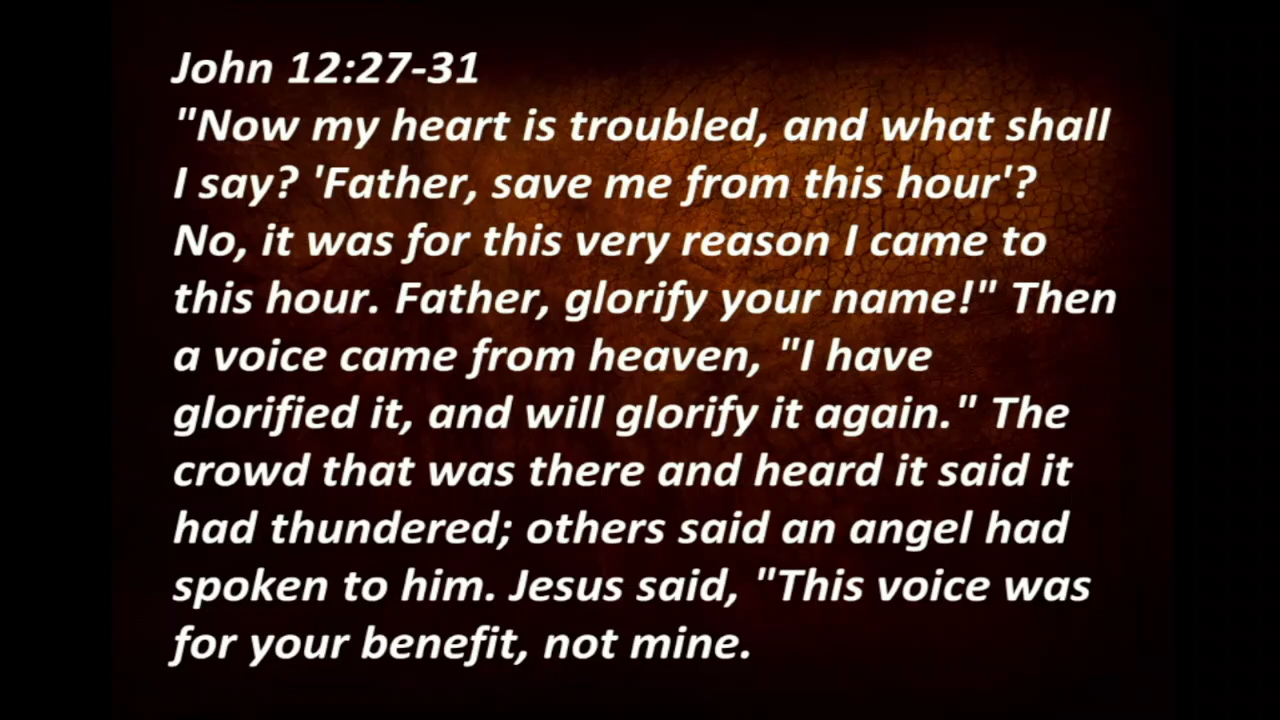 John 12:27-31
"Now my heart is troubled, and what shall
I say? 'Father, save me from this hour'?
No, it was for this very reason I came to
this hour. Father, glorify your name!" Then
a voice came from heaven, "I have
glorified it, and will glorify it again." The
crowd that was there and heard it said it
had thundered; others said an angel had
spoken to him. Jesus said, "This voice was
for your benefit, not mine.